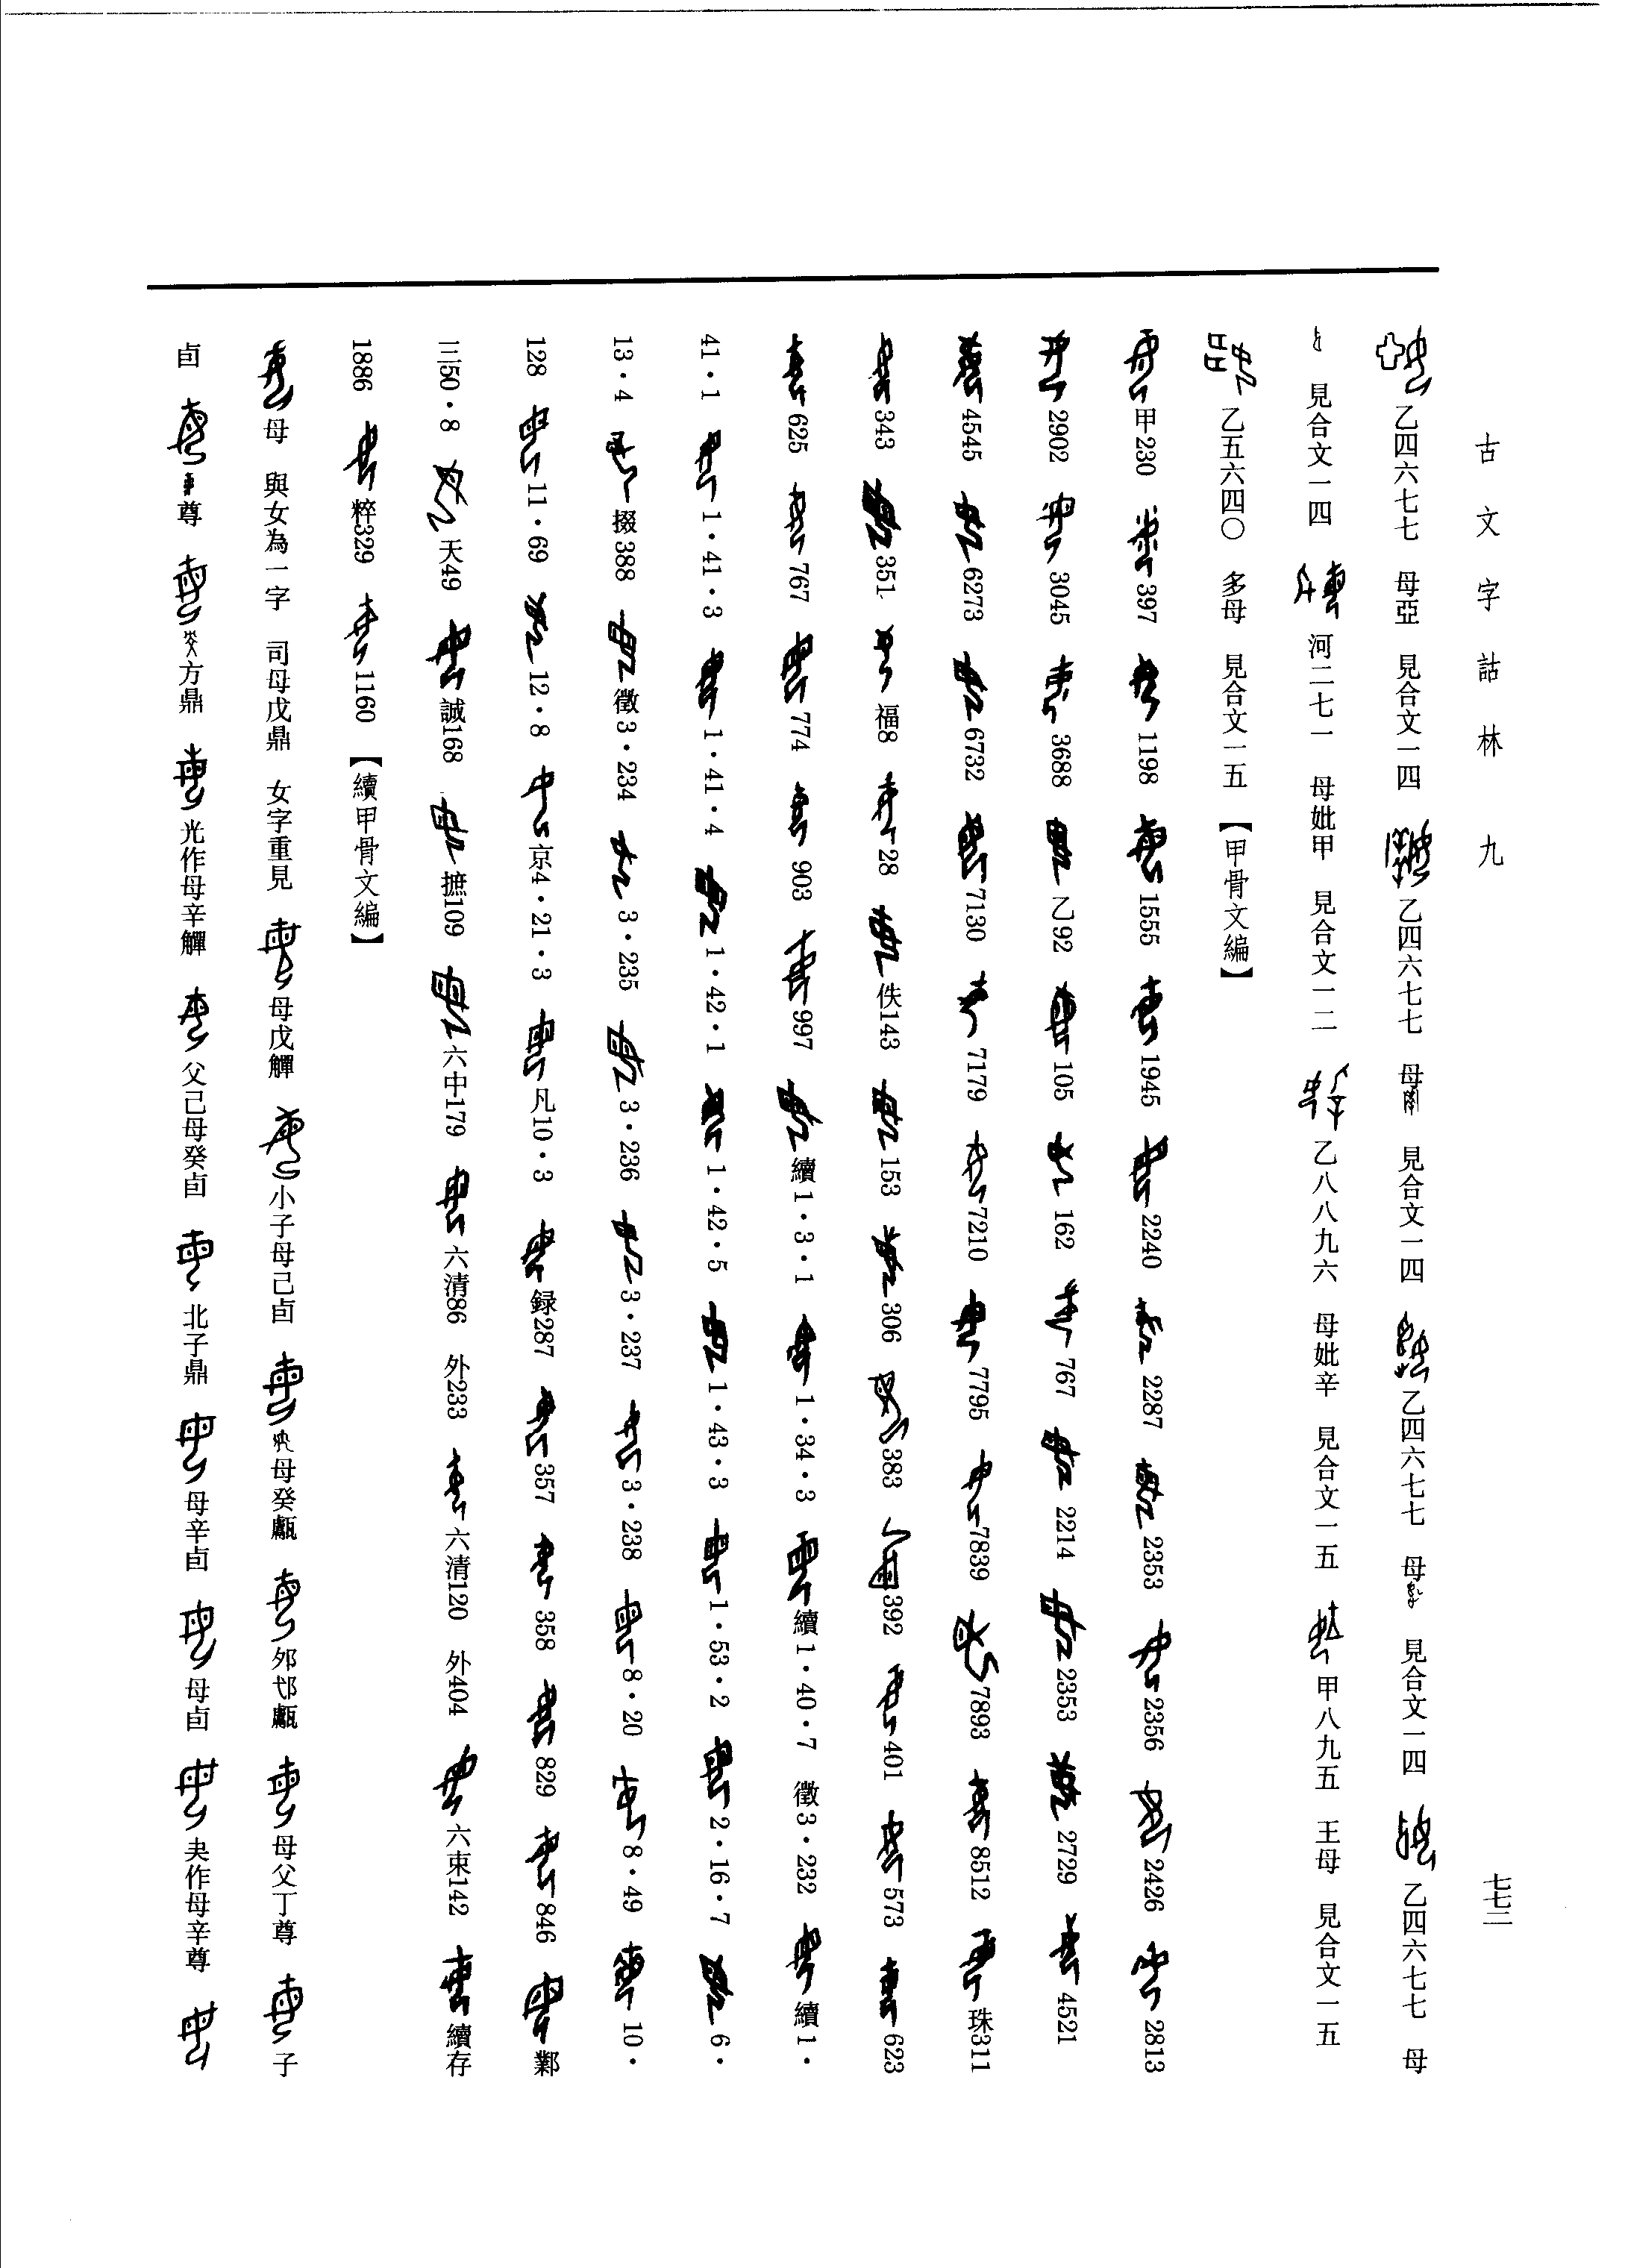 古文字詁林 九
七七二
乙四六七七 母亞 見合文一四 乙四六七七 母 見合文一四 乙四六七七 母 見合文一四 乙四六七七 母
見合文一四 河二七一 母妣甲 見合文一二 乙八八九六 母妣辛 見合文一五 甲八九五 王母 見合文一五
乙五六四〇 多母 見合文一五 【甲骨文編】
甲230 397 1198 1555 1945 2240 2287 2353 2356 2426 2813
2902 3045 3688 乙92 105 162 767 2214 2353 2729 4521
4545 6273 6732 7130 7179 7210 7795 7839 7893 8512 珠311
343 351 福8 28 佚143 153 306 383 392 401 573 623
625 767 774 903 997 續1·3·1 1·34·3 續1·40·7 徵3·232 續1·
41·1 1·41·3 1·41·4 1·42·1 1·42·5 1·43·3 1·53·2 2·16·7 6·
13·4 掇388 徵3·234 3·235 3·236 3·237 3·238 8·20 8·49 10·
128 11·69 12·8 京4·21·3 凡10·3 録287 357 358 829 846 鄴
三50·8 天49 誠168 摭109 六中179 六清86 外233 六清120 外404 六束142 續存
1886 粹329 1160 【續甲骨文編】
母 與女為一字 司母戊鼎 女字重見 母戊觶 小子母己卣 母癸甗 邶甗 母父丁尊 子
卣 尊 方鼎 光作母辛觶 父己母癸卣 北子鼎 母辛卣 母卣 作母辛尊